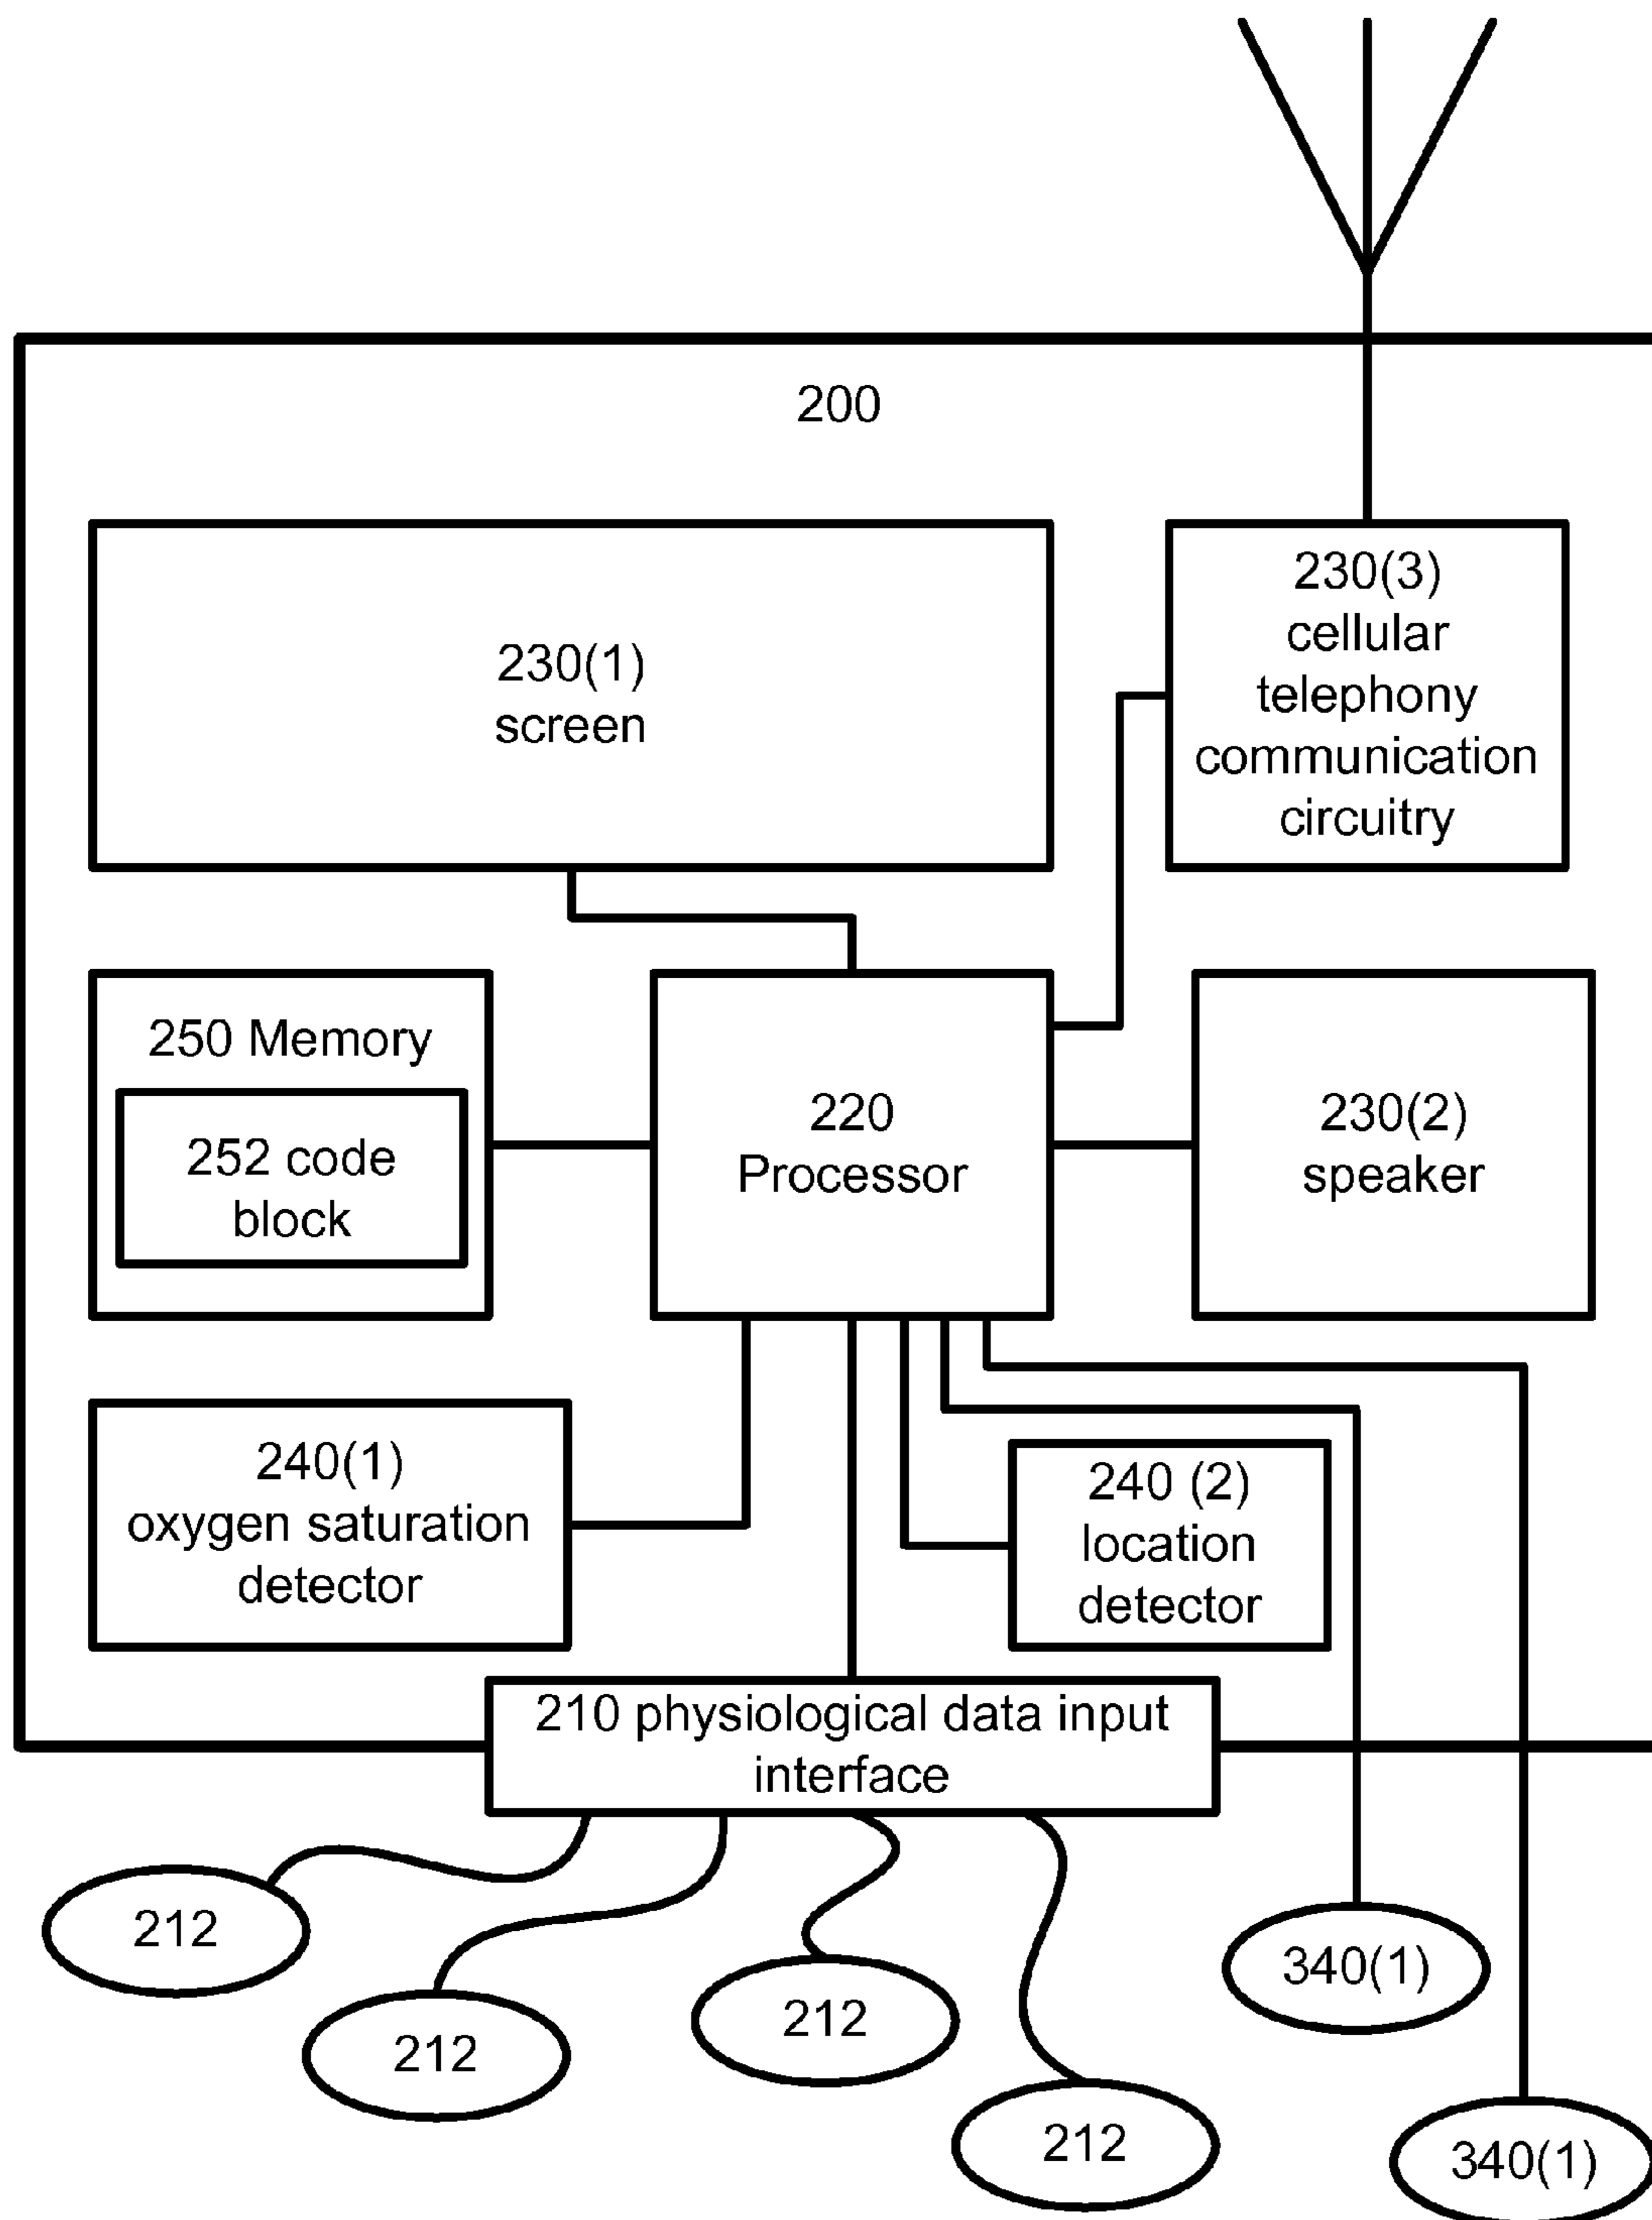 200
230(1)
screen
230(3)
cellular
telephony
communication
circuitry
250 Memory
252 code
block
220
Processor
230(2)
speaker
240(1)
oxygen saturation
detector
240 (2)
location
detector
210 physiological data input
interface
212
212
212
212
340(1)
340(1)